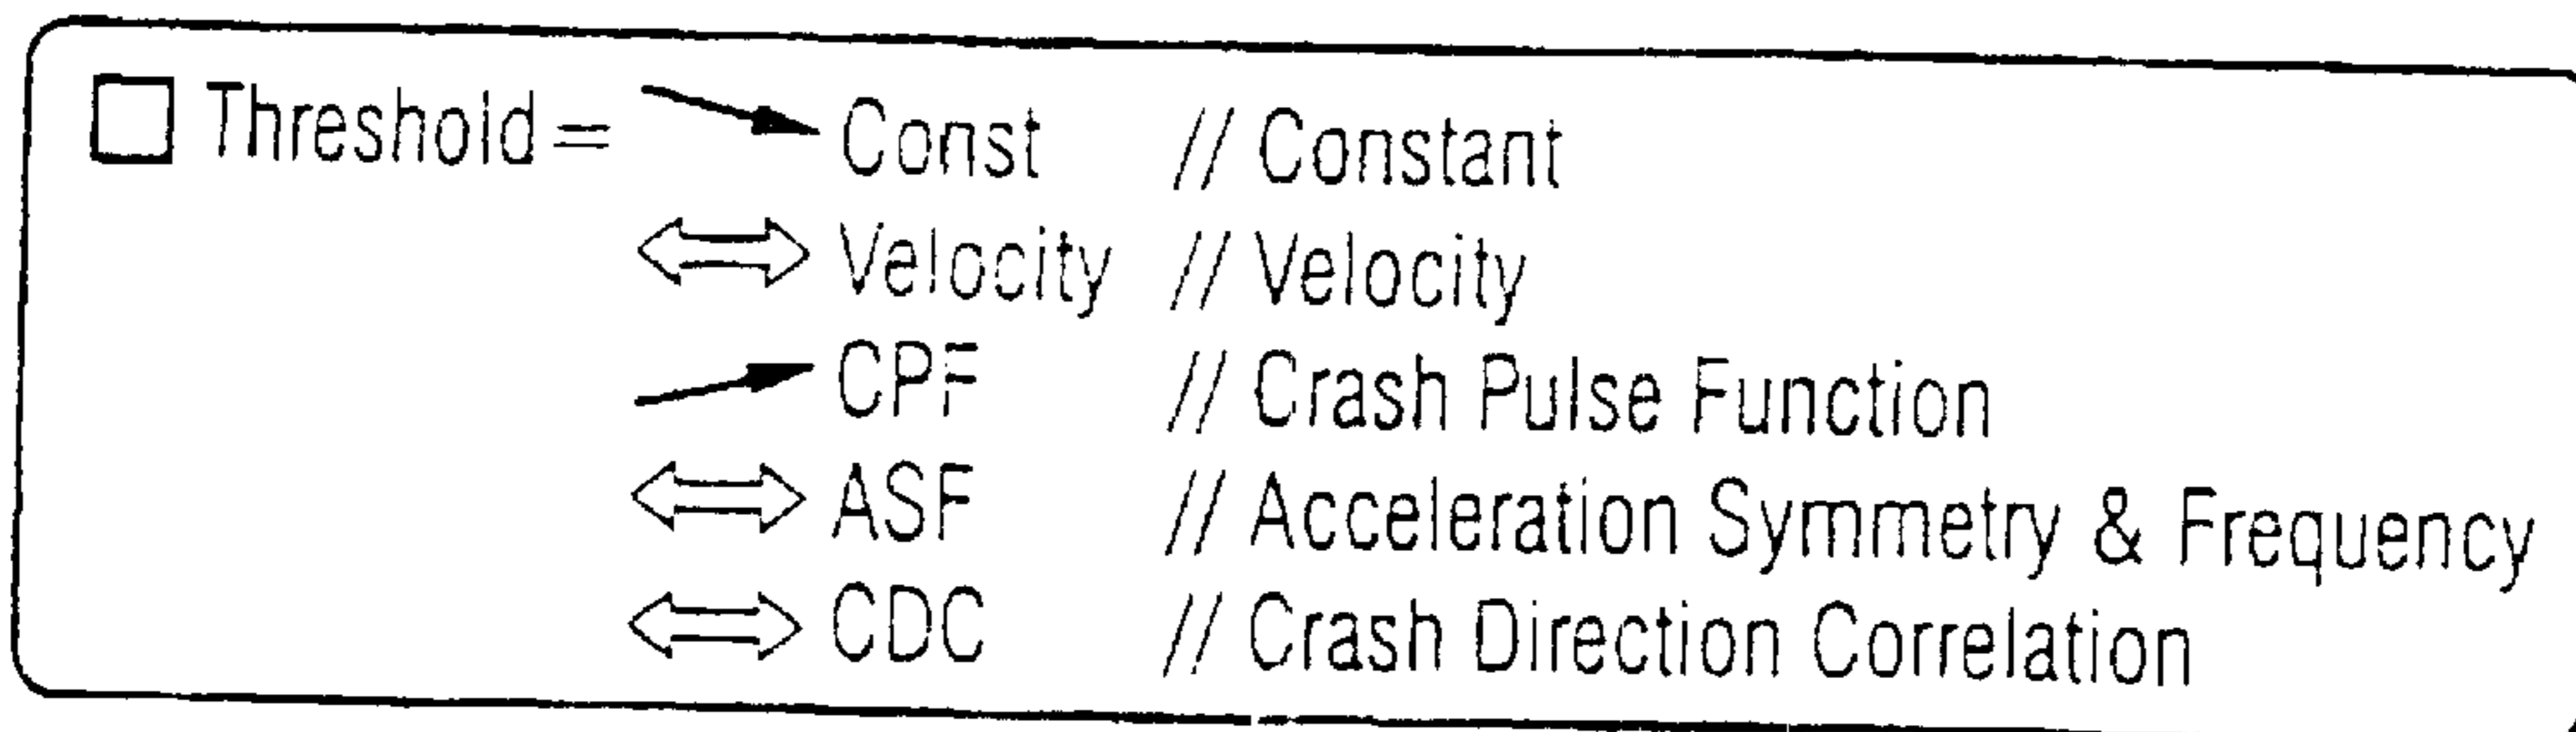 Threshold = Const // Constant
Velocity // Velocity
CPF // Crash Pulse Function
ASF // Acceleration Symmetry & Frequency
CDC // Crash Direction Correlation